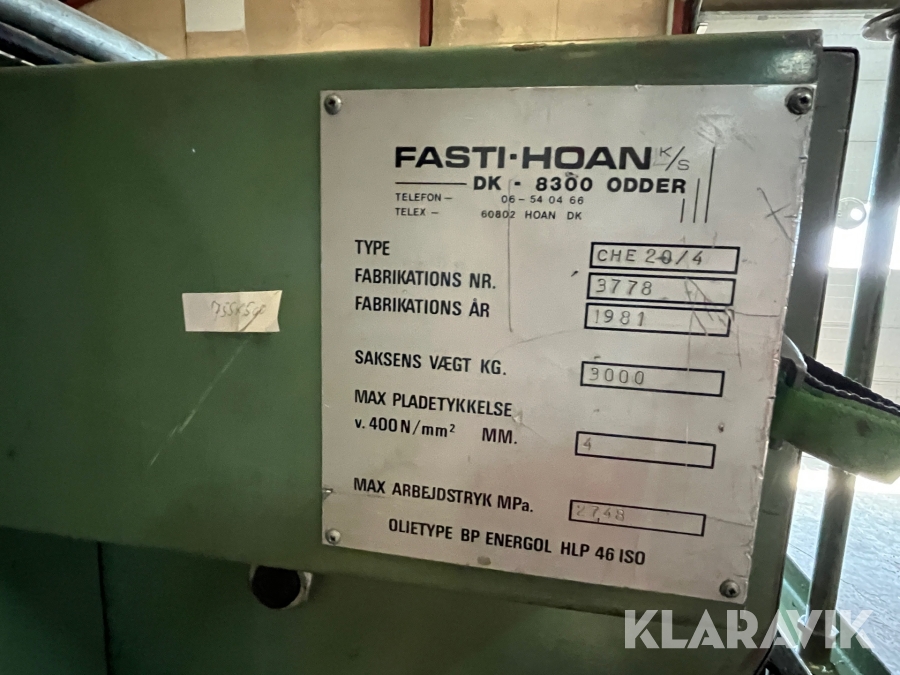 FASTI·HOAN K/S
DK - 8300 ODDER
TELEFON — 06 - 54 04 66
TELEX — 60802 HOAN DK
TYPE CHE 20/4
FABRIKATIONS NR. 3778
FABRIKATIONS ÅR 1981
SAKSENS VÆGT KG. 3000
MAX PLADETYKKELSE
v. 400 N/mm² MM. 4
MAX ARBEJDSTRYK MPa. 27,48
OLIETYPE BP ENERGOL HLP 46 ISO
KLARAVIK